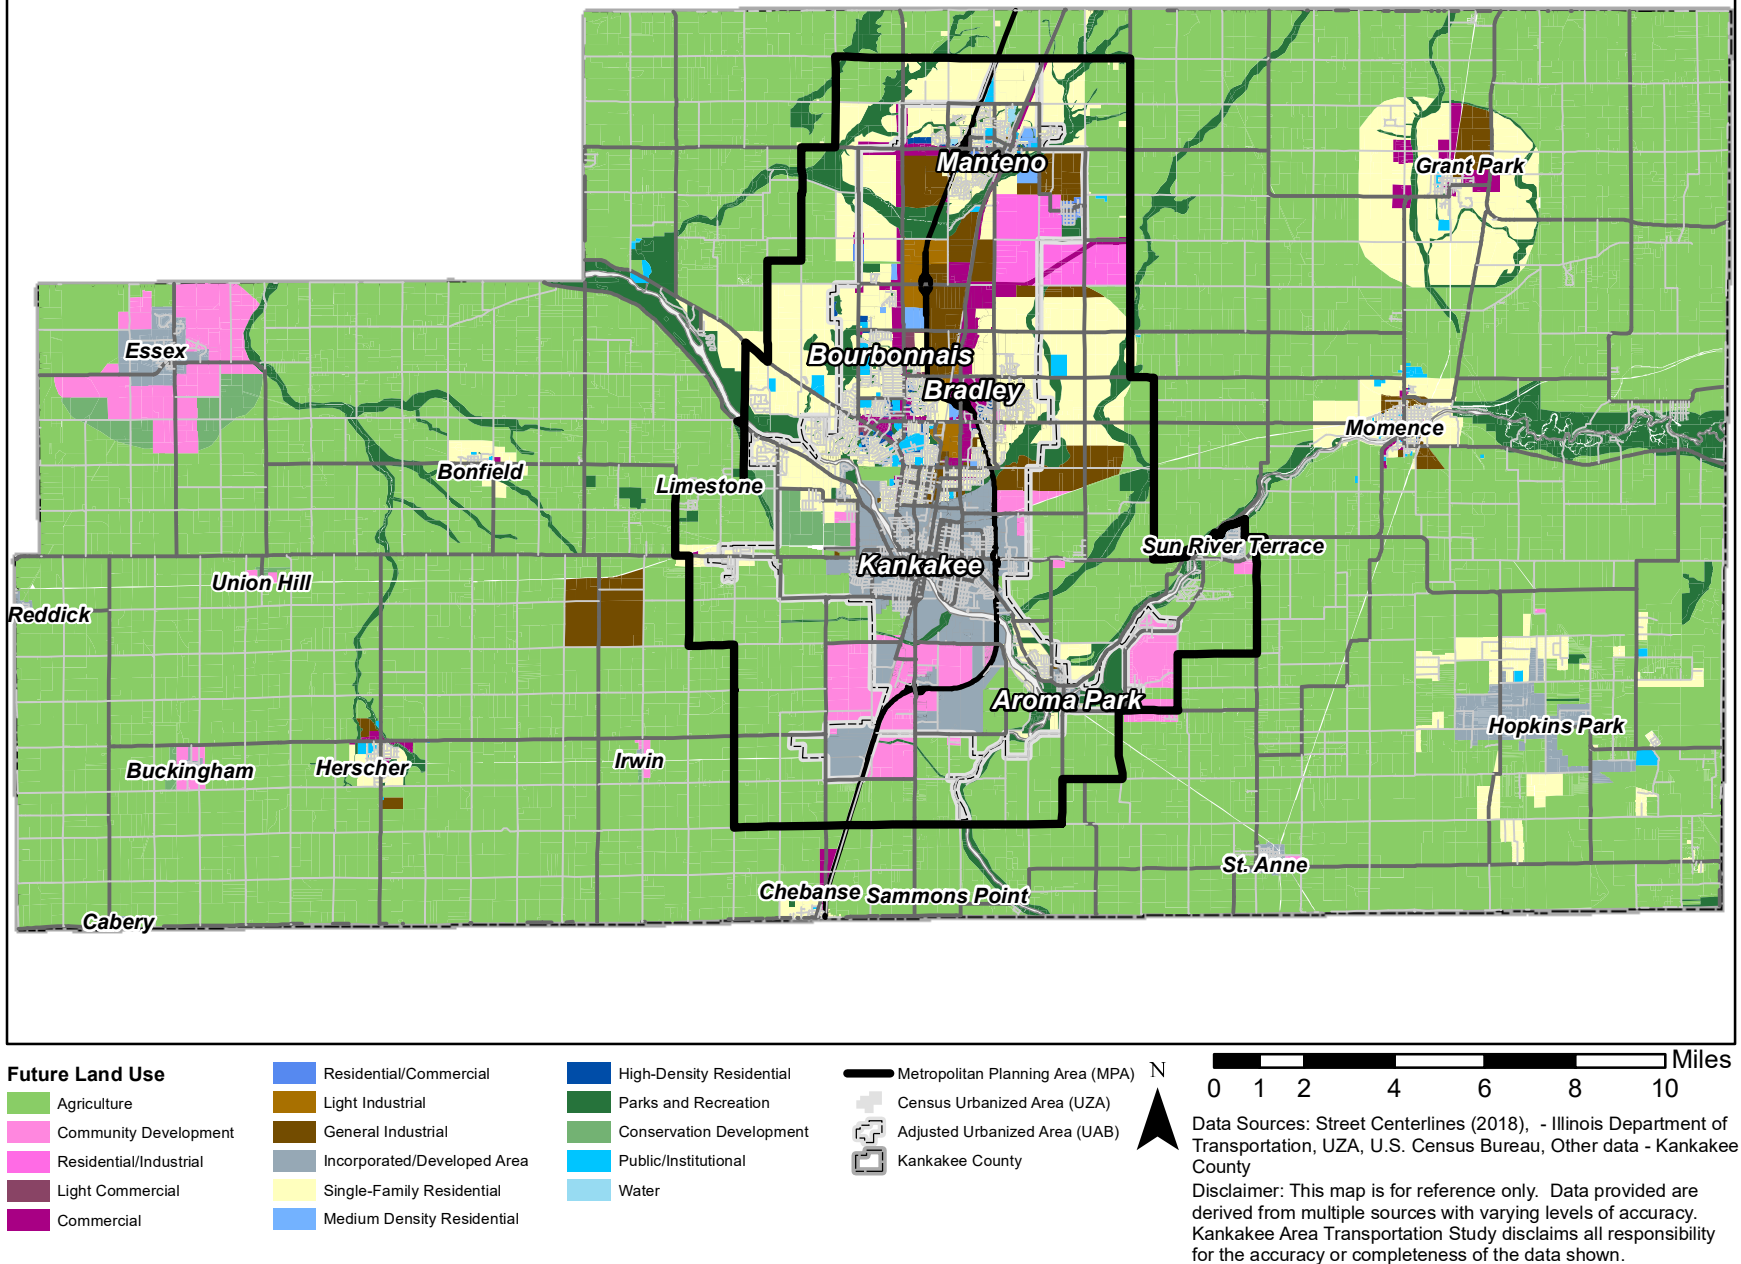 Manteno
Grant Park
Essex
Bourbonnais
Bradley
Momence
Bonfield
Limestone
Sun River Terrace
Kankakee
Union Hill
Reddick
Aroma Park
Hopkins Park
Buckingham
Herscher
Irwin
St. Anne
Chebanse
Sammons Point
Cabery
Future Land Use
Agriculture
Community Development
Residential/Industrial
Light Commercial
Commercial
Residential/Commercial
Light Industrial
General Industrial
Incorporated/Developed Area
Single-Family Residential
Medium Density Residential
High-Density Residential
Parks and Recreation
Conservation Development
Public/Institutional
Water
Metropolitan Planning Area (MPA)
Census Urbanized Area (UZA)
Adjusted Urbanized Area (UAB)
Kankakee County
N
Miles
0 1 2 4 6 8 10
Data Sources: Street Centerlines (2018), - Illinois Department of
Transportation, UZA, U.S. Census Bureau, Other data - Kankakee
County
Disclaimer: This map is for reference only. Data provided are
derived from multiple sources with varying levels of accuracy.
Kankakee Area Transportation Study disclaims all responsibility
for the accuracy or completeness of the data shown.